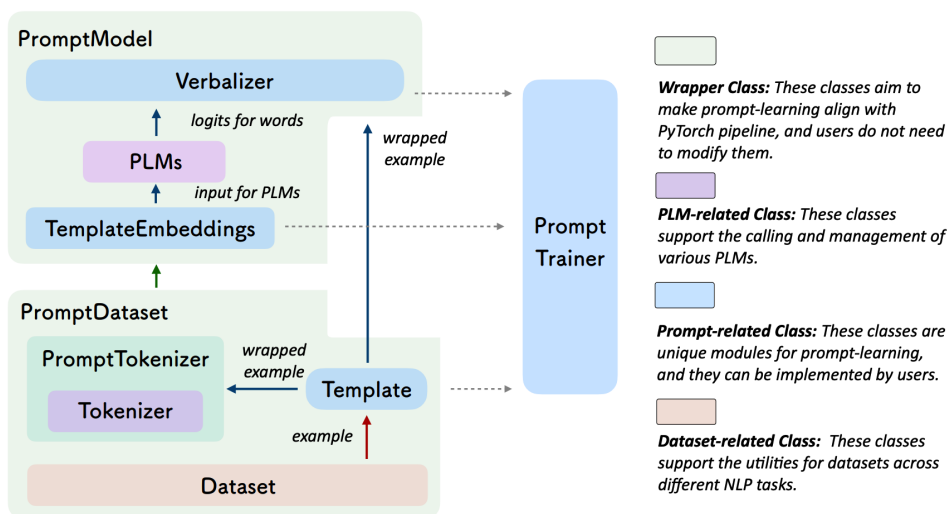 PromptModel
Verbalizer
logits for words
PLMs
input for PLMs
TemplateEmbeddings
wrapped
example
PromptDataset
PromptTokenizer
Tokenizer
wrapped
example
Template
example
Dataset
Prompt
Trainer
Wrapper Class: These classes aim to
make prompt-learning align with
PyTorch pipeline, and users do not need
to modify them.
PLM-related Class: These classes
support the calling and management of
various PLMs.
Prompt-related Class: These classes are
unique modules for prompt-learning,
and they can be implemented by users.
Dataset-related Class: These classes
support the utilities for datasets across
different NLP tasks.